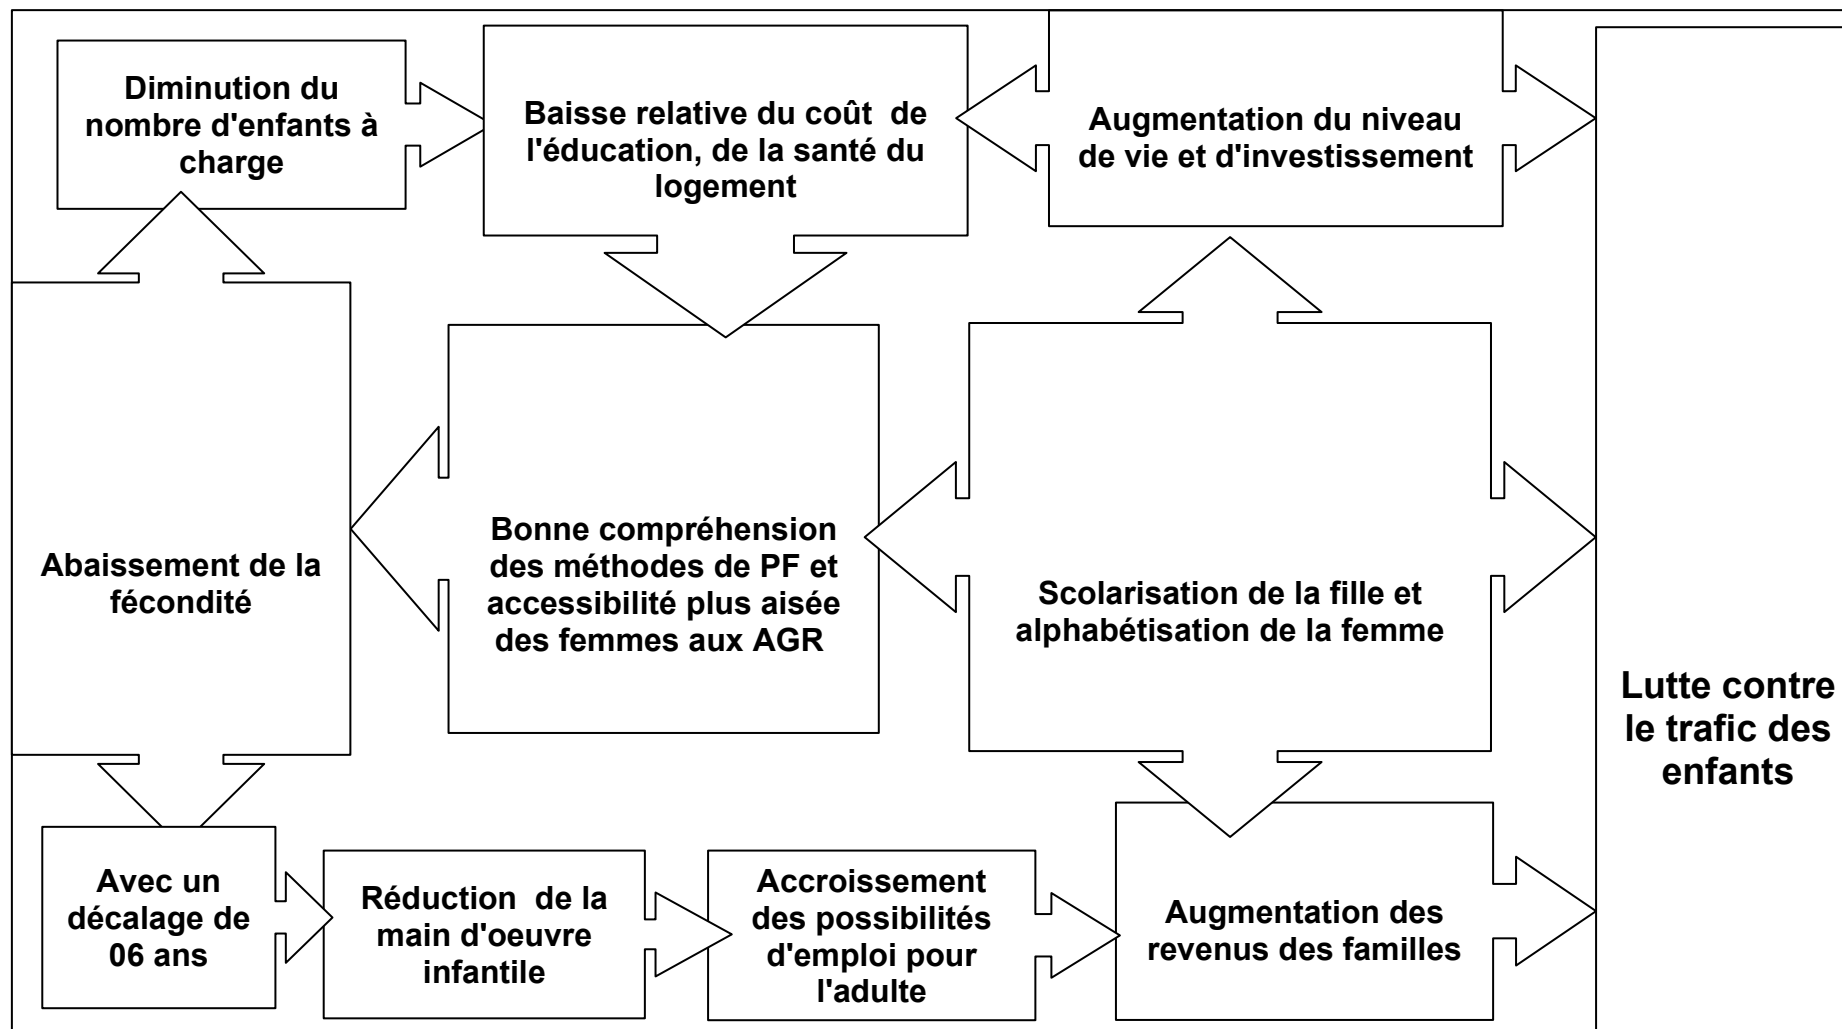 Diminution du
nombre d'enfants à
charge
Baisse relative du coût de
l'éducation, de la santé du
logement
Augmentation du niveau
de vie et d'investissement
Abaissement de la
fécondité
Bonne compréhension
des méthodes de PF et
accessibilité plus aisée
des femmes aux AGR
Scolarisation de la fille et
alphabétisation de la femme
Lutte contre
le trafic des
enfants
Avec un
décalage de
06 ans
Réduction de la
main d'oeuvre
infantile
Accroissement
des possibilités
d'emploi pour
l'adulte
Augmentation des
revenus des familles